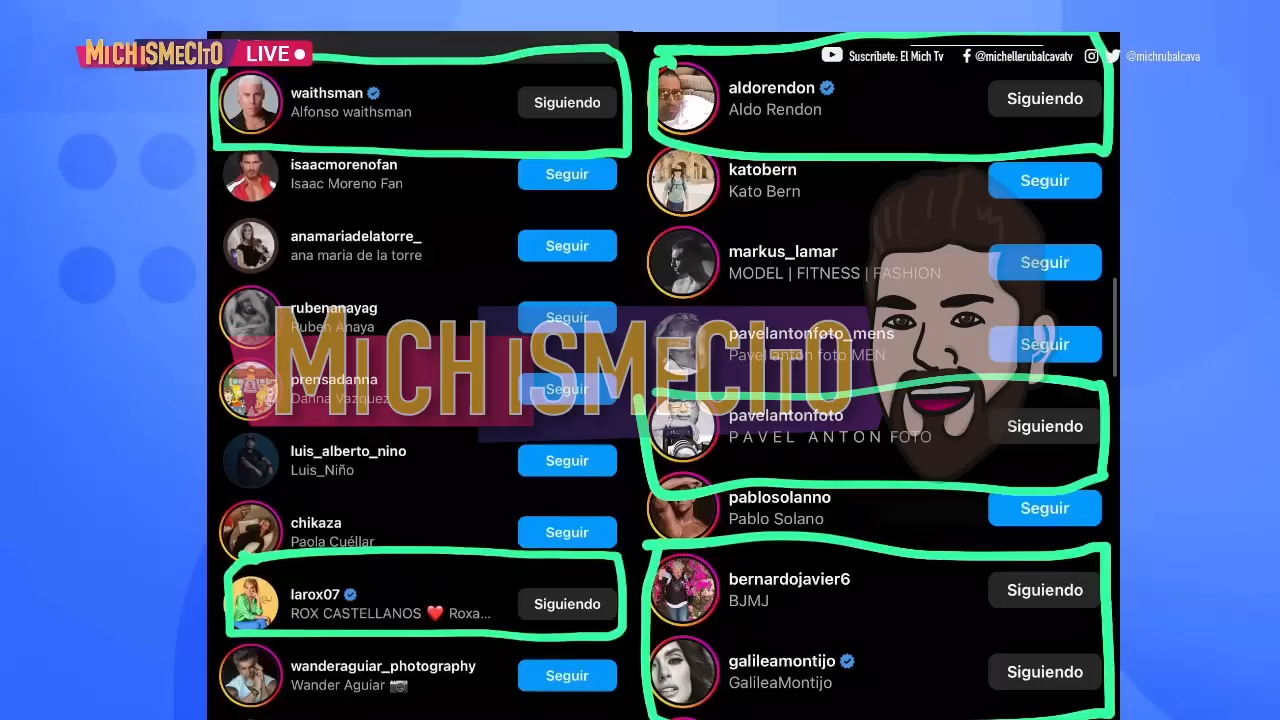 MICHISMECITO LIVE
Suscríbete: El Mich Tv @michellerubalcavatv @michrubalcava
waithsman
Alfonso waithsman
Siguiendo
isaacmorenofan
Isaac Moreno Fan
Seguir
anamariadelatorre_
ana maria de la torre
Seguir
rubenanayag
Ruben Anaya
Seguir
prensadanna
Danna Vazquez
Seguir
luis_alberto_nino
Luis_Niño
Seguir
chikaza
Paola Cuéllar
Seguir
larox07
ROX CASTELLANOS ❤️ Roxa...
Siguiendo
wanderaguiar_photography
Wander Aguiar 📷
Seguir
aldorendon
Aldo Rendon
Siguiendo
katobern
Kato Bern
Seguir
markus_lamar
MODEL | FITNESS | FASHION
Seguir
pavelantonfoto_mens
Pavel anton foto MEN
Seguir
pavelantonfoto
P A V E L A N T O N FOTO
Siguiendo
pablosolanno
Pablo Solano
Seguir
bernardojavier6
BJMJ
Siguiendo
galileamontijo
GalileaMontijo
Siguiendo
MICHISMECITO